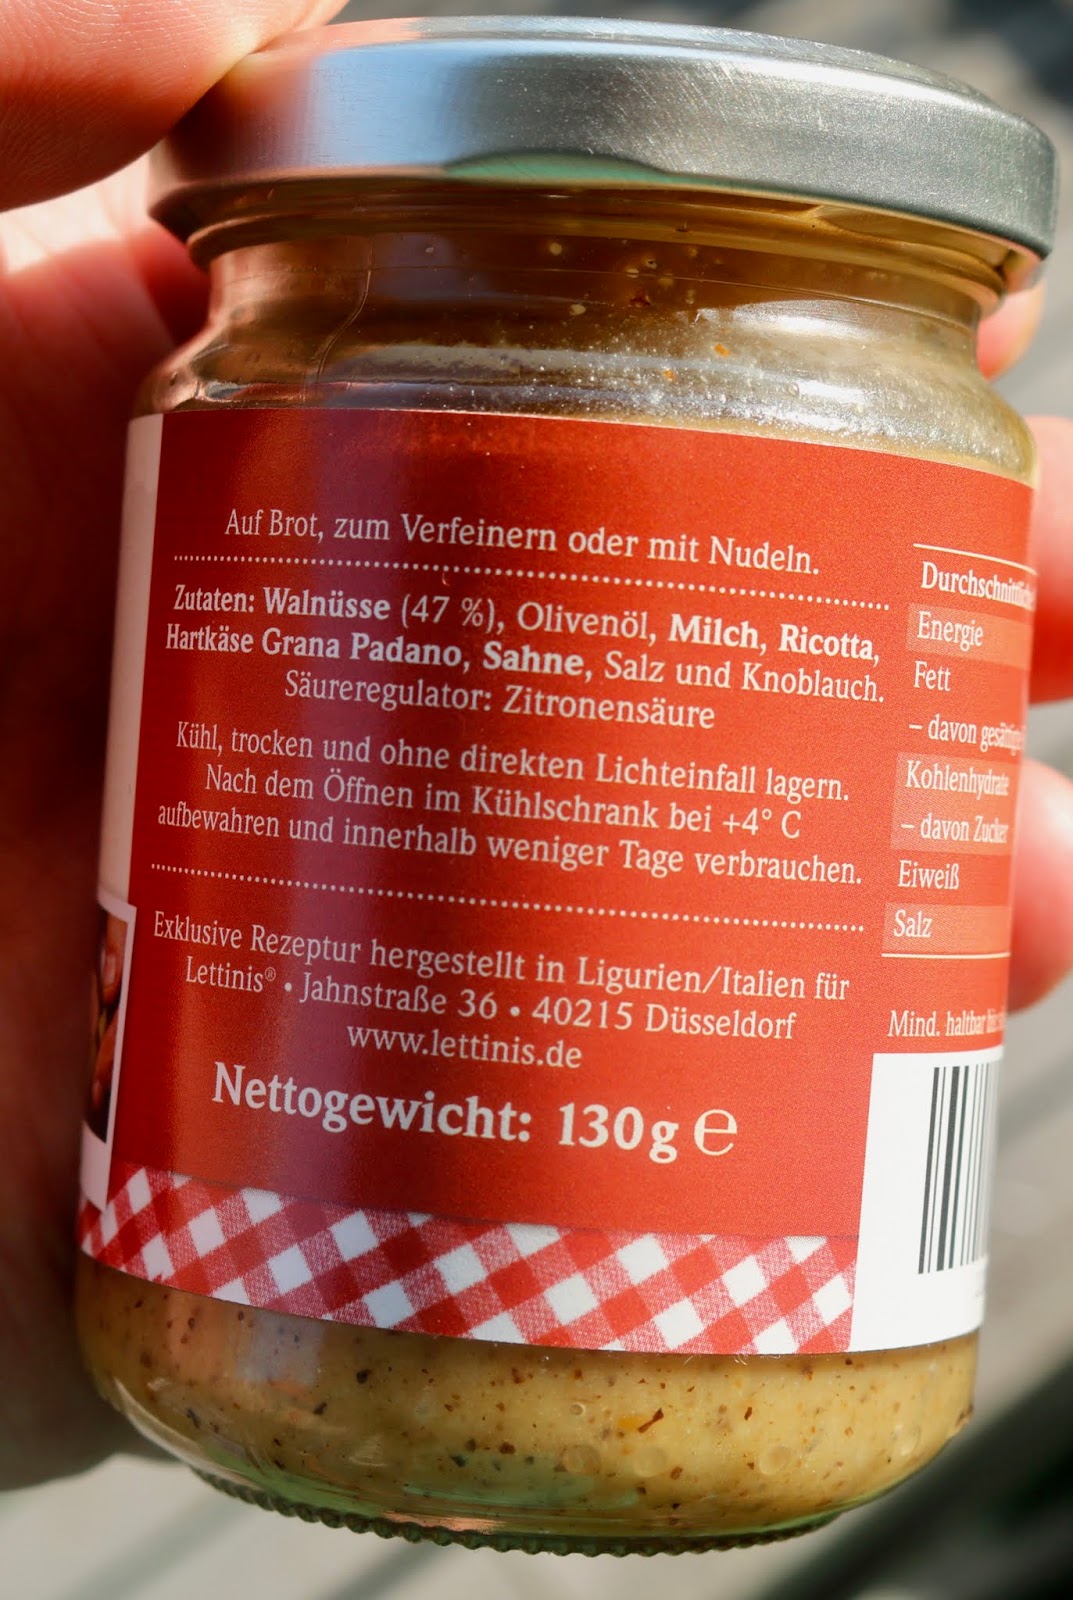 Auf Brot, zum Verfeinern oder mit Nudeln.
Zutaten: Walnüsse (47 %), Olivenöl, Milch, Ricotta,
Hartkäse Grana Padano, Sahne, Salz und Knoblauch.
Säureregulator: Zitronensäure
Kühl, trocken und ohne direkten Lichteinfall lagern.
Nach dem Öffnen im Kühlschrank bei +4° C
aufbewahren und innerhalb weniger Tage verbrauchen.
Exklusive Rezeptur hergestellt in Ligurien/Italien für
Lettinis® • Jahnstraße 36 • 40215 Düsseldorf
www.lettinis.de
Nettogewicht: 130g ℮
Energie
Fett
– davon
Kohlenhydrate
– davon Zucker
Eiweiß
Salz
Mind. haltbar